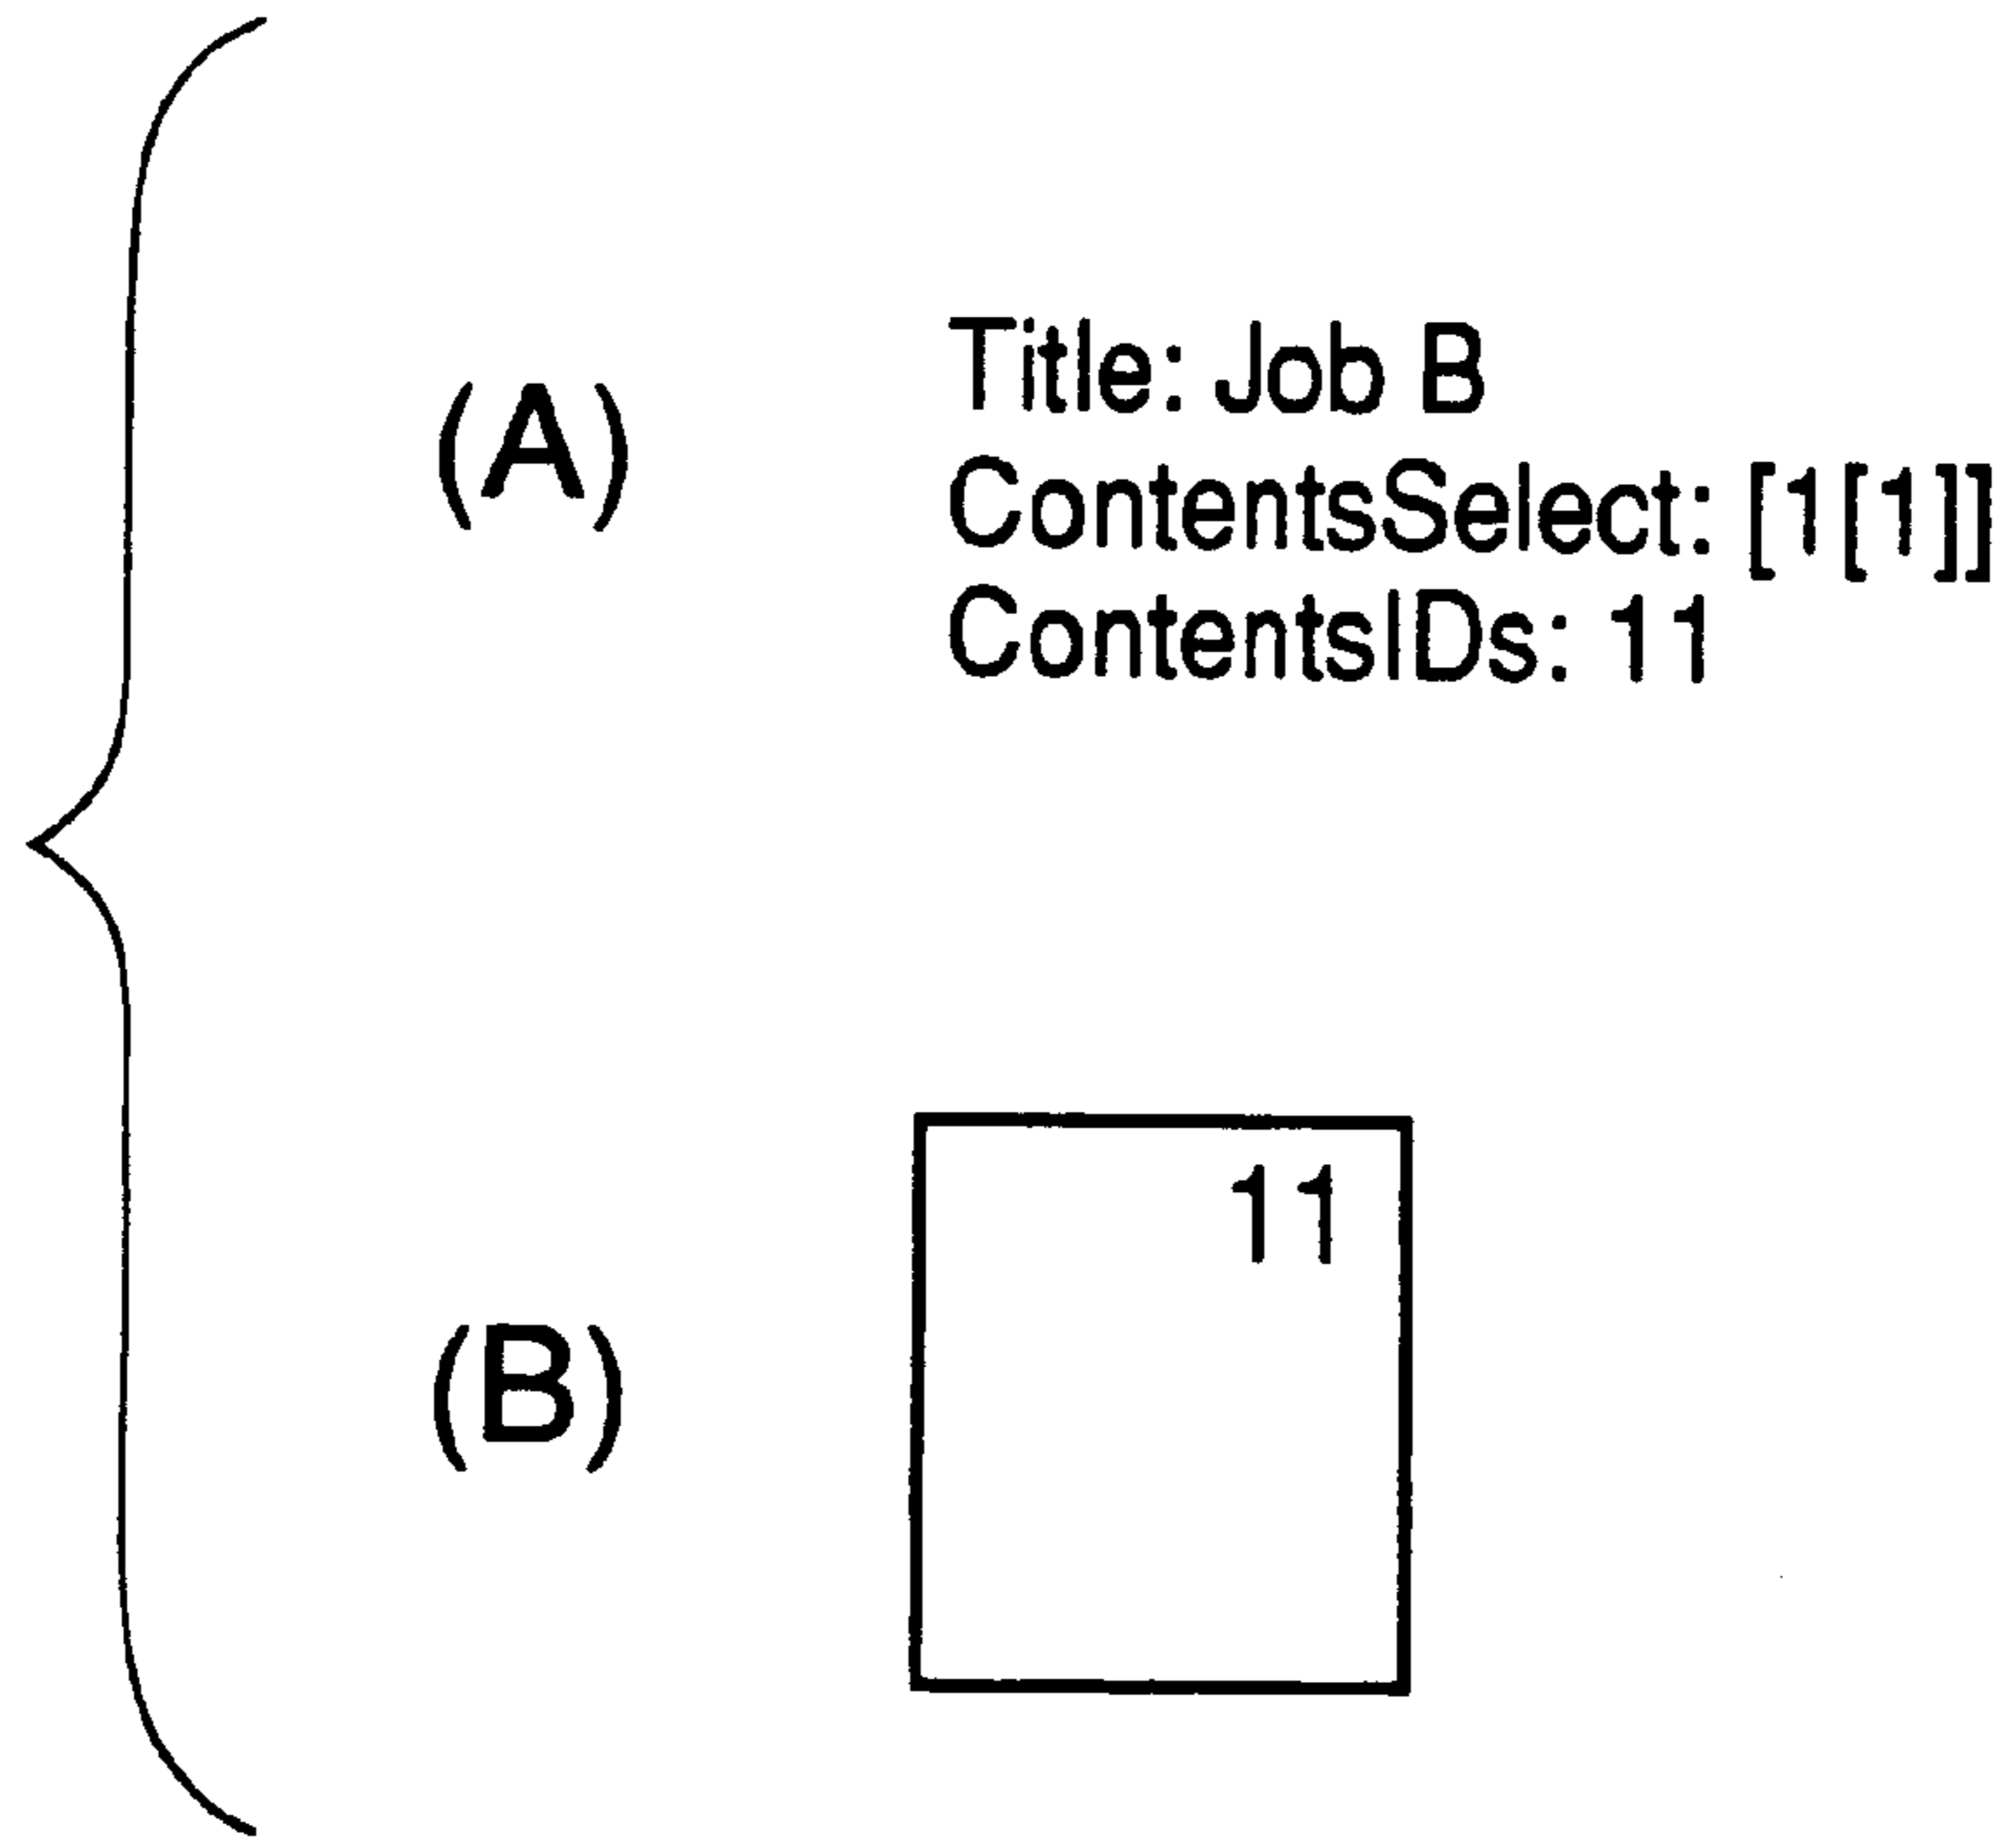 (A)
Title: Job B
ContentsSelect: [1[1]]
ContentsIDs: 11
(B)
11